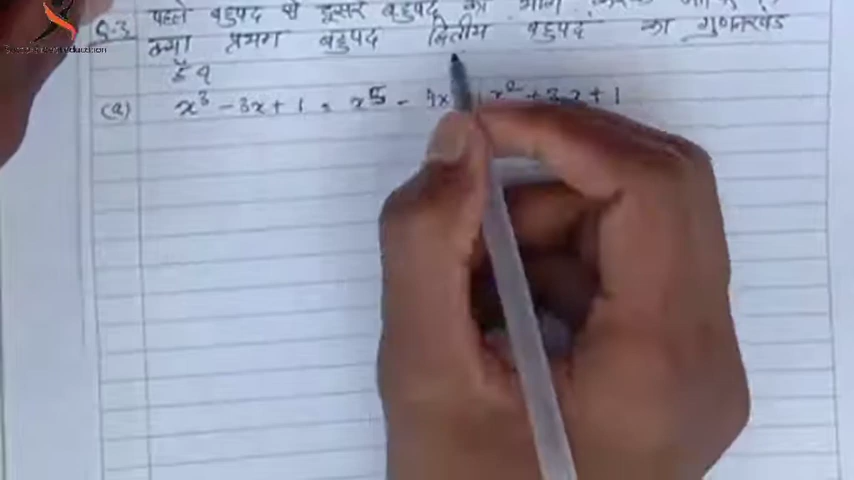 Q.3 पहले बहुपद से दूसरे बहुपद को भाग करके
क्या प्रथम बहुपद द्वितीय बहुपद का गुणनखंड
है ?
(a) x³ - 3x + 1 , x⁵ - 4x x² + 3x + 1